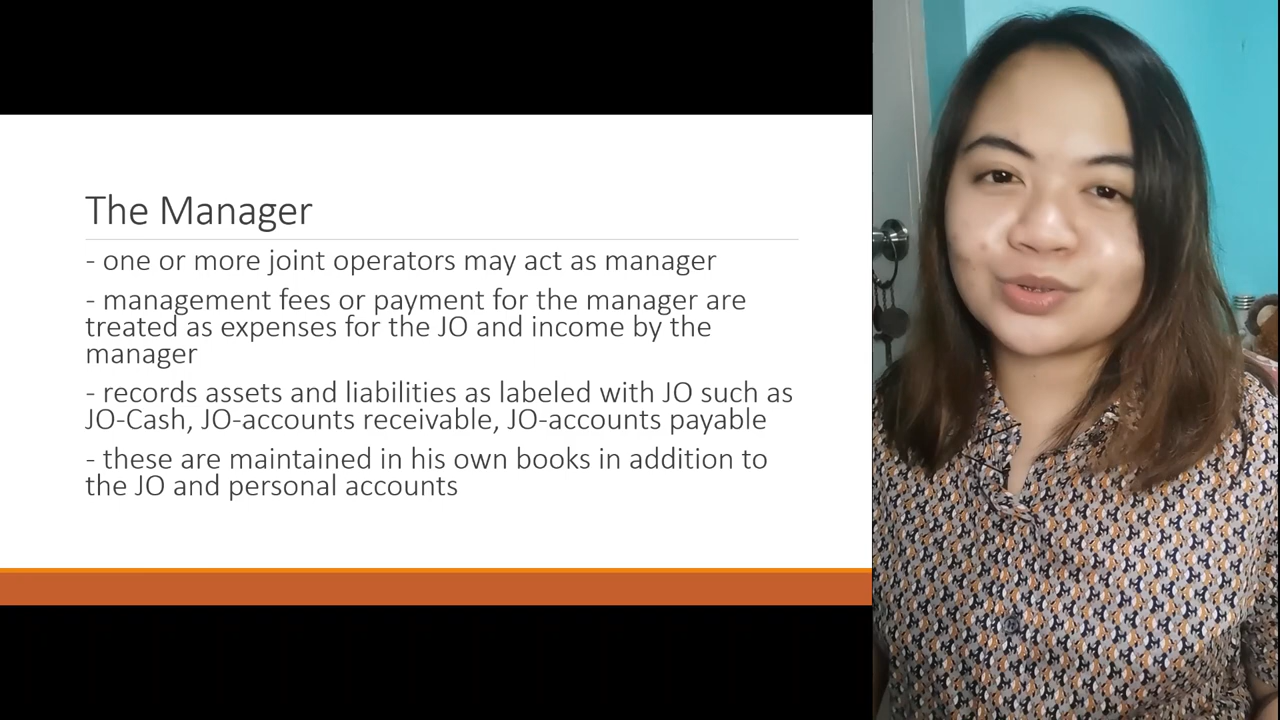 The Manager
- one or more joint operators may act as manager
- management fees or payment for the manager are
treated as expenses for the JO and income by the
manager
- records assets and liabilities as labeled with JO such as
JO-Cash, JO-accounts receivable, JO-accounts payable
- these are maintained in his own books in addition to
the JO and personal accounts